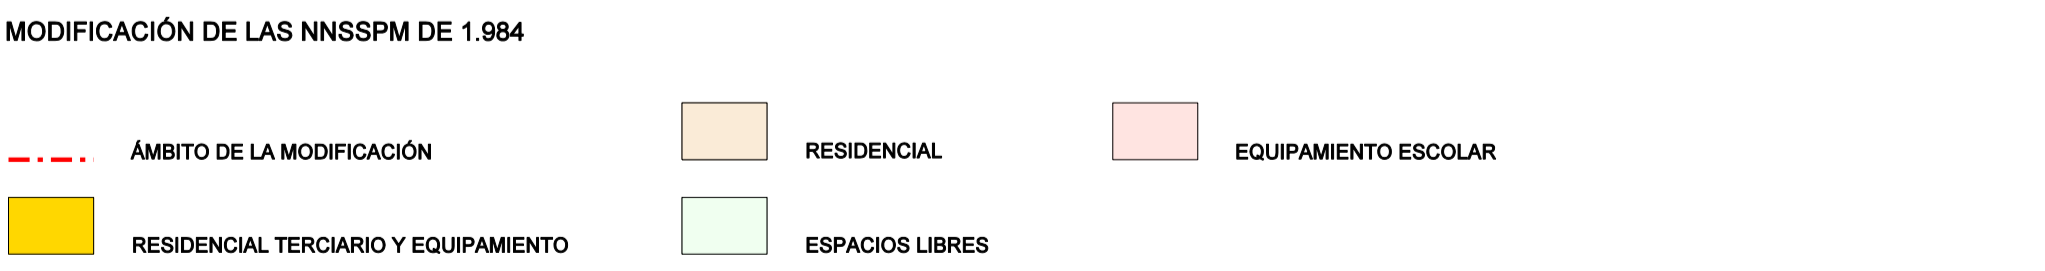 MODIFICACIÓN DE LAS NNSSPM DE 1.984
ÁMBITO DE LA MODIFICACIÓN
RESIDENCIAL
EQUIPAMIENTO ESCOLAR
RESIDENCIAL TERCIARIO Y EQUIPAMIENTO
ESPACIOS LIBRES